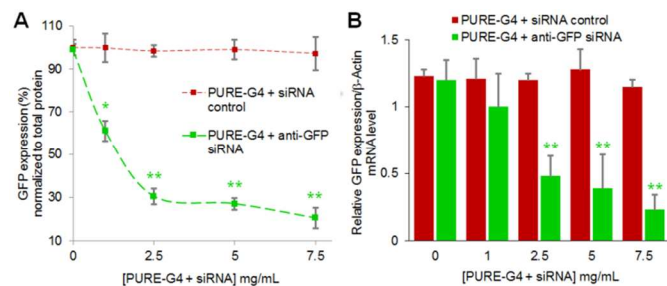 A
110
90
70
50
30
10
GFP expression (%)
normalized to total protein
PURE-G4 + siRNA
control
PURE-G4 + anti-GFP
siRNA
*
**
**
**
0
2.5
5
7.5
[PURE-G4 + siRNA] mg/mL
B
PURE-G4 + siRNA control
PURE-G4 + anti-GFP siRNA
1.5
1
0.5
0
Relative GFP expression/β-Actin
mRNA level
**
**
**
0
1
2.5
5
7.5
[PURE-G4 + siRNA] mg/mL